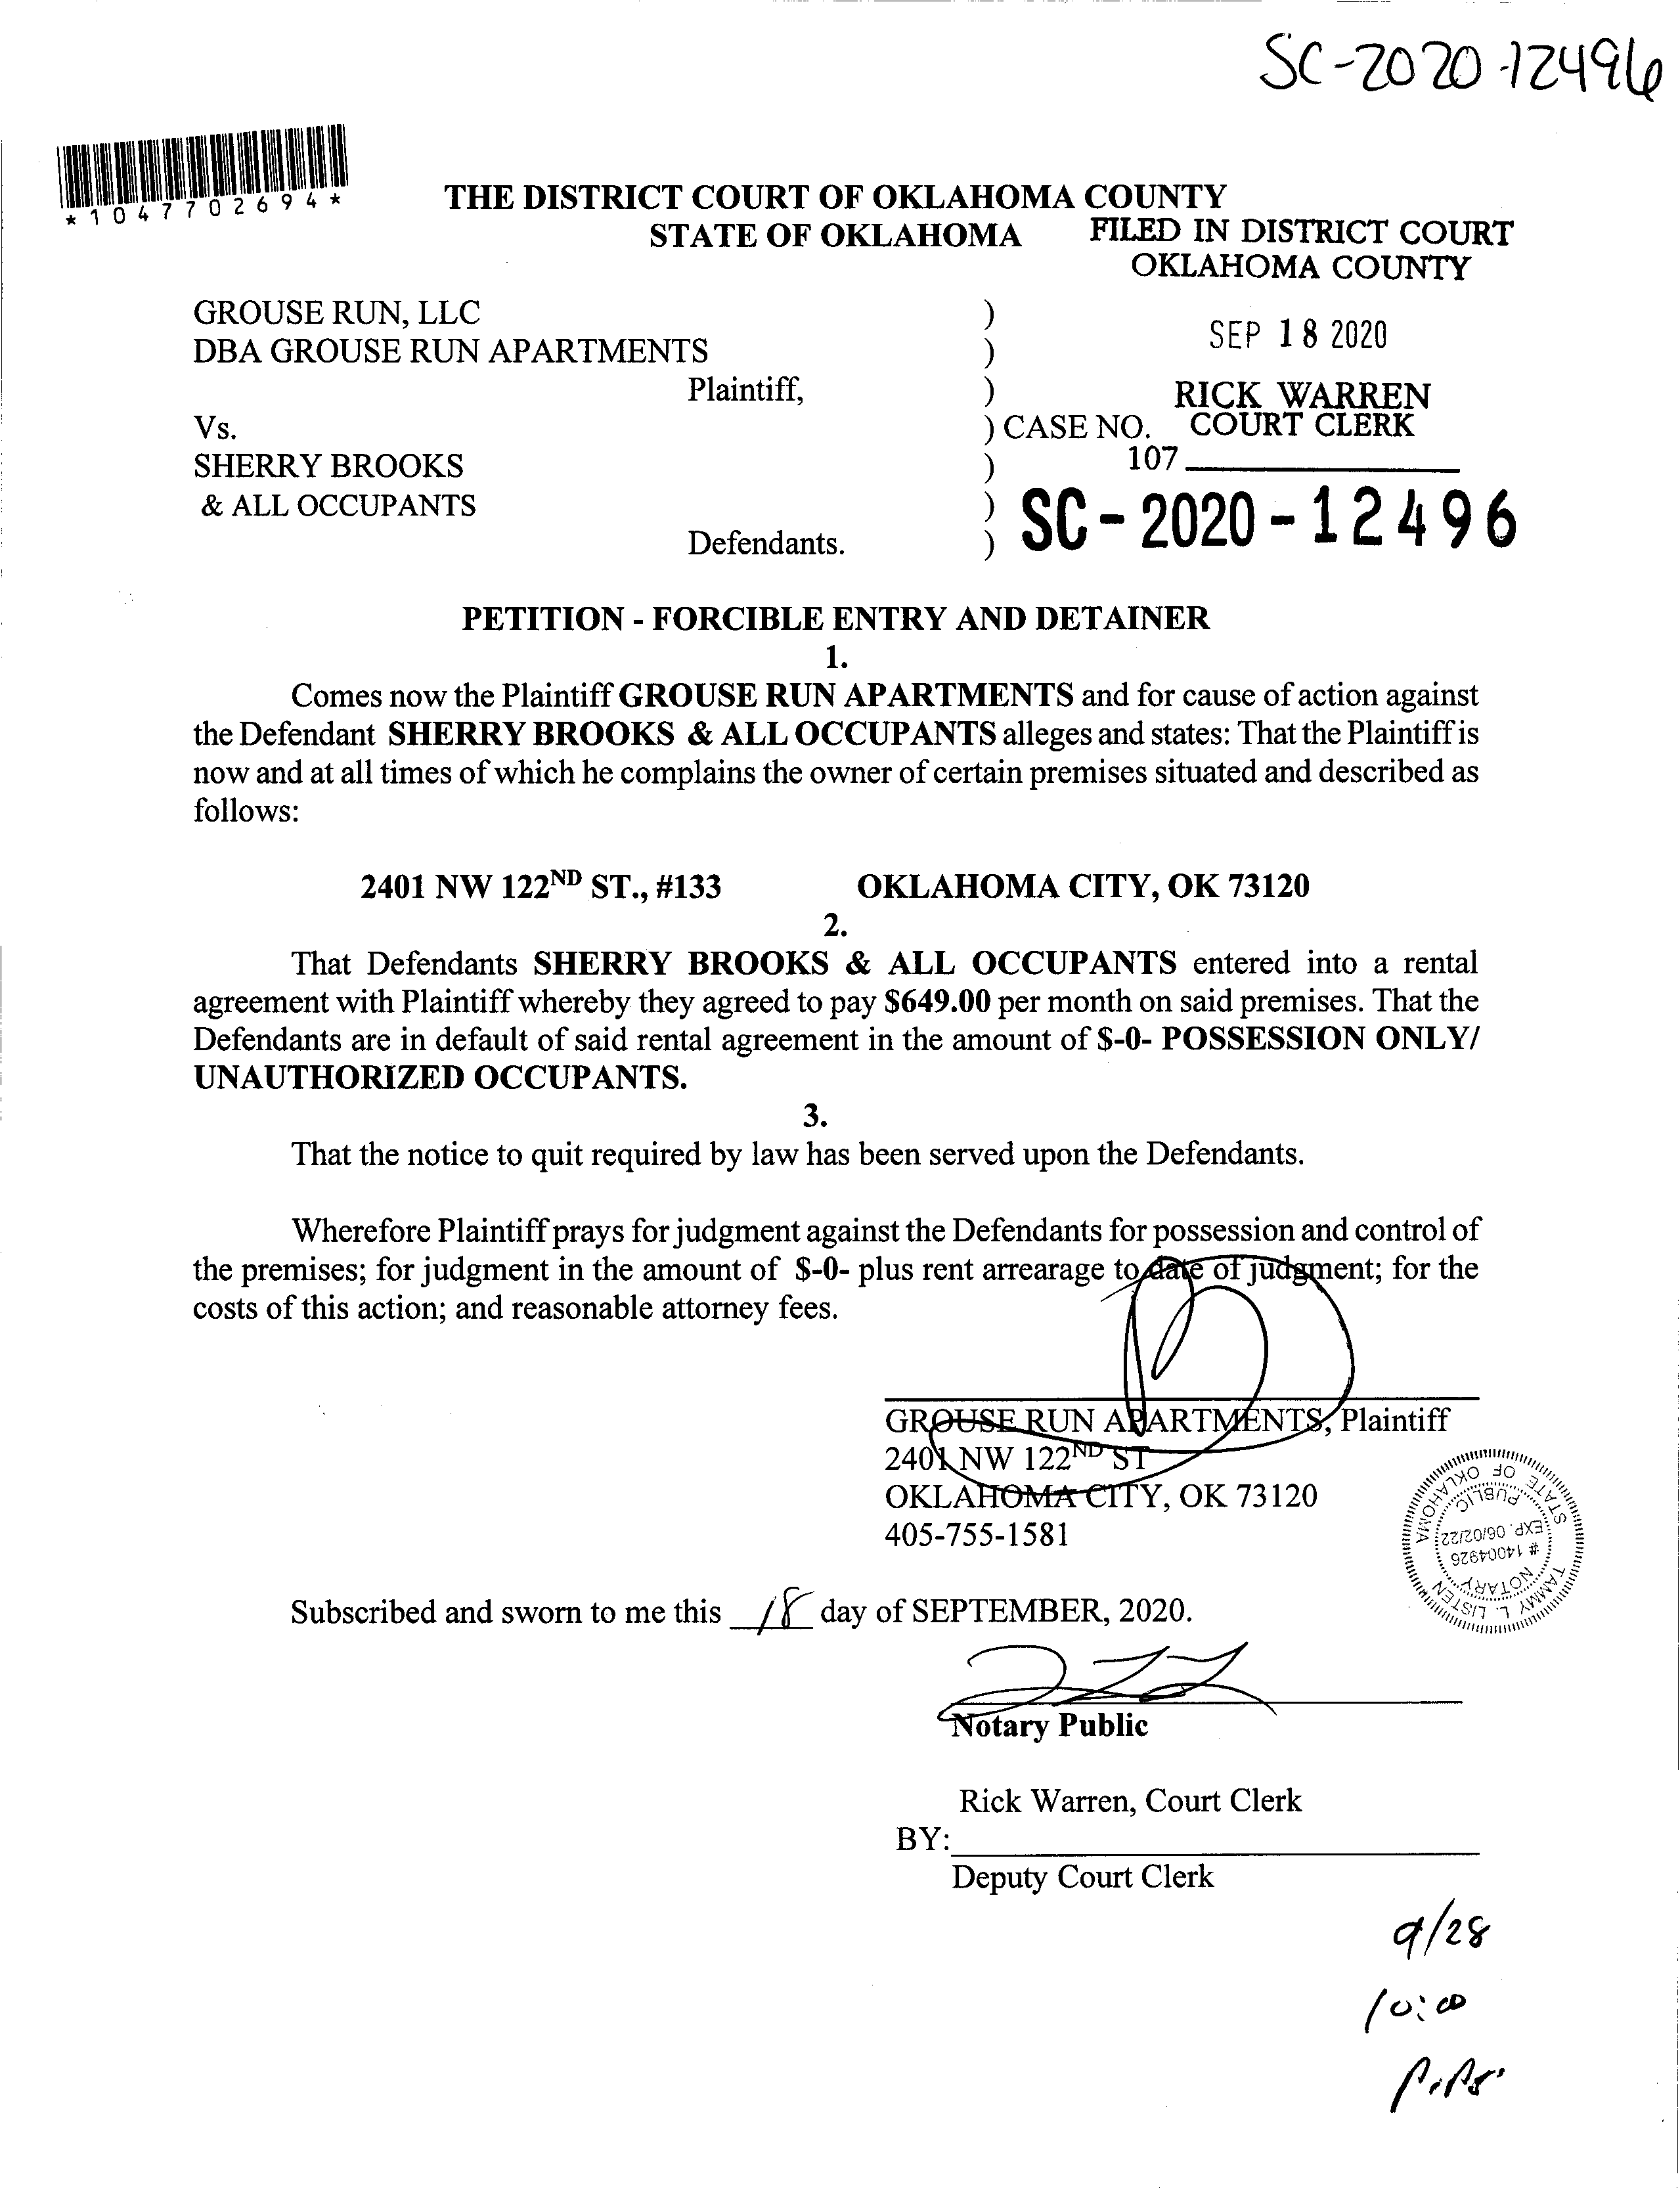 SC-2020-12496
*1047702694*
THE DISTRICT COURT OF OKLAHOMA COUNTY
STATE OF OKLAHOMA
FILED IN DISTRICT COURT
OKLAHOMA COUNTY
SEP 18 2020
RICK WARREN
COURT CLERK
107
GROUSE RUN, LLC )
DBA GROUSE RUN APARTMENTS )
Plaintiff, )
Vs. ) CASE NO.
SHERRY BROOKS )
& ALL OCCUPANTS )
Defendants. )
SC-2020-12496
PETITION - FORCIBLE ENTRY AND DETAINER
1.
Comes now the Plaintiff GROUSE RUN APARTMENTS and for cause of action against
the Defendant SHERRY BROOKS & ALL OCCUPANTS alleges and states: That the Plaintiff is
now and at all times of which he complains the owner of certain premises situated and described as
follows:
2401 NW 122ND ST., #133 OKLAHOMA CITY, OK 73120
2.
That Defendants SHERRY BROOKS & ALL OCCUPANTS entered into a rental
agreement with Plaintiff whereby they agreed to pay $649.00 per month on said premises. That the
Defendants are in default of said rental agreement in the amount of $-0- POSSESSION ONLY/
UNAUTHORIZED OCCUPANTS.
3.
That the notice to quit required by law has been served upon the Defendants.
Wherefore Plaintiff prays for judgment against the Defendants for possession and control of
the premises; for judgment in the amount of $-0- plus rent arrearage to date of judgment; for the
costs of this action; and reasonable attorney fees.
GROUSE RUN APARTMENTS, Plaintiff
2401 NW 122ND ST
OKLAHOMA CITY, OK 73120
405-755-1581
TAMMY L. LISTEN
NOTARY
# 14004926
EXP. 06/02/22
PUBLIC
STATE OF OKLAHOMA
Subscribed and sworn to me this 18 day of SEPTEMBER, 2020.
Notary Public
Rick Warren, Court Clerk
BY:
Deputy Court Clerk
9/28
10:00